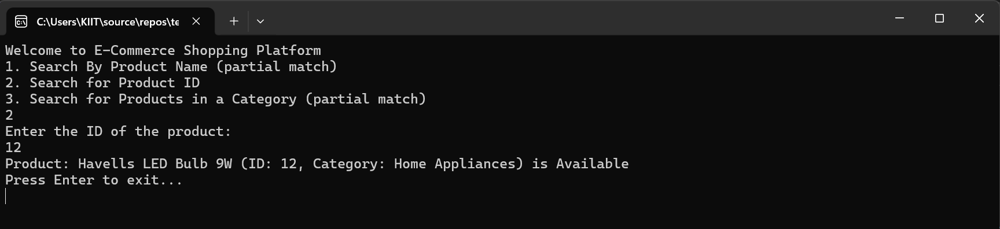 C:\Users\KIIT\source\repos\te
Welcome to E-Commerce Shopping Platform
1. Search By Product Name (partial match)
2. Search for Product ID
3. Search for Products in a Category (partial match)
2
Enter the ID of the product:
12
Product: Havells LED Bulb 9W (ID: 12, Category: Home Appliances) is Available
Press Enter to exit...